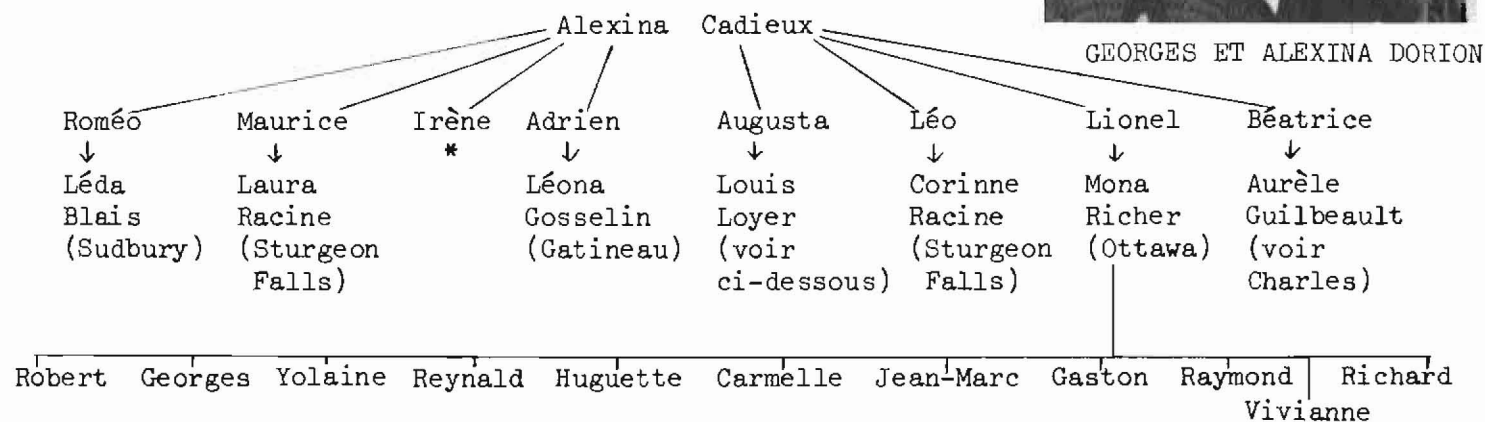 Alexina Cadieux
GEORGES ET ALEXINA DORION
Roméo Maurice Irène Adrien Augusta Léo Lionel Béatrice
↓ ↓ * ↓ ↓ ↓ ↓ ↓
Léda Laura Léona Louis Corinne Mona Aurèle
Blais Racine Gosselin Loyer Racine Richer Guilbeault
(Sudbury) (Sturgeon (Gatineau) (voir (Sturgeon (Ottawa) (voir
Falls) ci-dessous) Falls) Charles)
Robert Georges Yolaine Reynald Huguette Carmelle Jean-Marc Gaston Raymond Richard
Vivianne